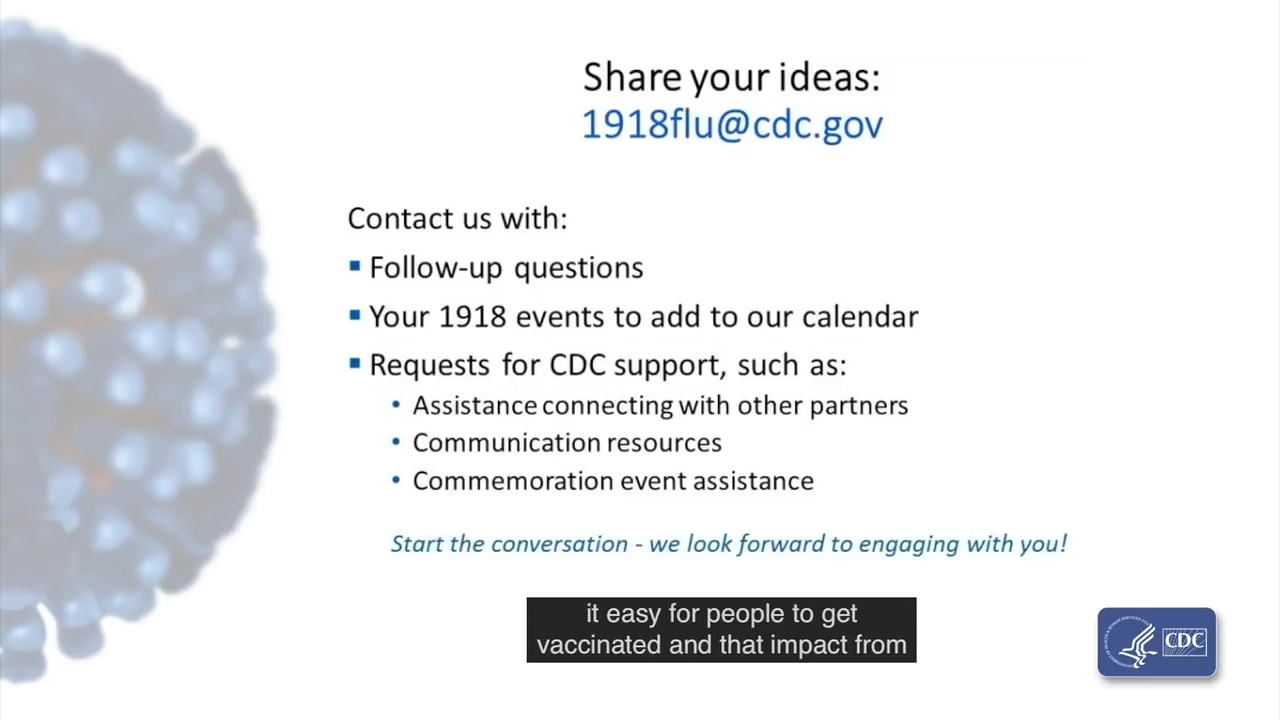 Share your ideas:
1918flu@cdc.gov
Contact us with:
▪ Follow-up questions
▪ Your 1918 events to add to our calendar
▪ Requests for CDC support, such as:
• Assistance connecting with other partners
• Communication resources
• Commemoration event assistance
Start the conversation - we look forward to engaging with you!
it easy for people to get
vaccinated and that impact from
CDC